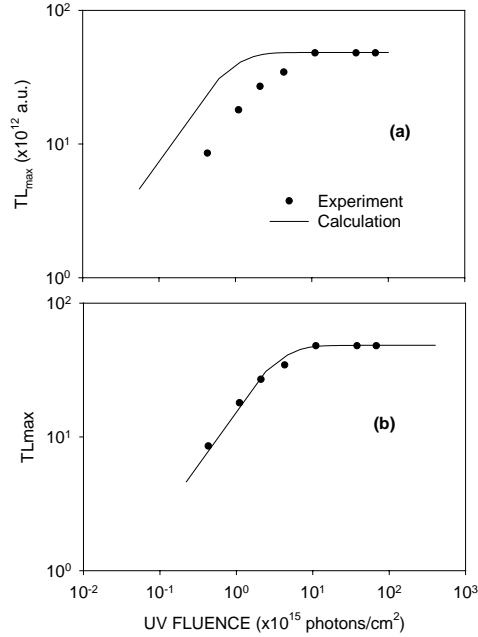 10²
TL_max (x10¹² a.u.)
10¹
(a)
Experiment
Calculation
10⁰
10²
TLmax
10¹
(b)
10⁰
10⁻² 10⁻¹ 10⁰ 10¹ 10² 10³
UV FLUENCE (x10¹⁵ photons/cm²)